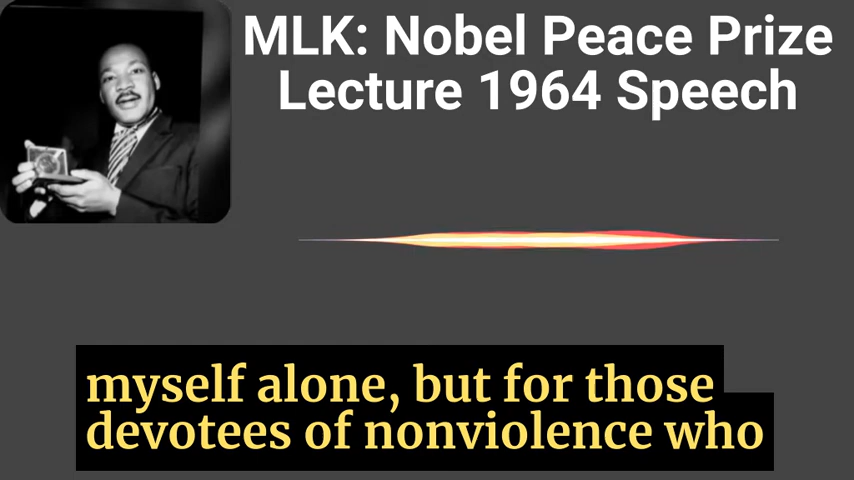 MLK: Nobel Peace Prize
Lecture 1964 Speech
myself alone, but for those
devotees of nonviolence who